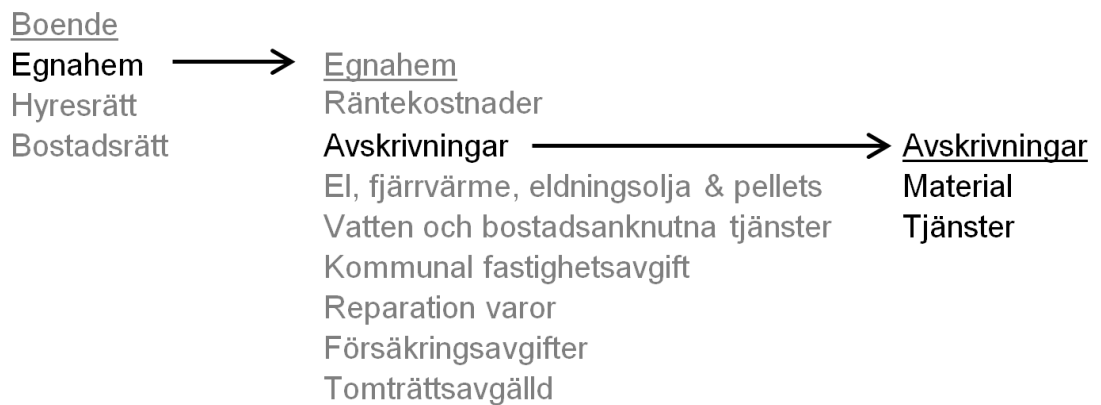 Boende
Egnahem
Hyresrätt
Bostadsrätt
Egnahem
Räntekostnader
Avskrivningar
El, fjärrvärme, eldningsolja & pellets
Vatten och bostadsanknutna tjänster
Kommunal fastighetsavgift
Reparation varor
Försäkringsavgifter
Tomträttsavgälld
Avskrivningar
Material
Tjänster